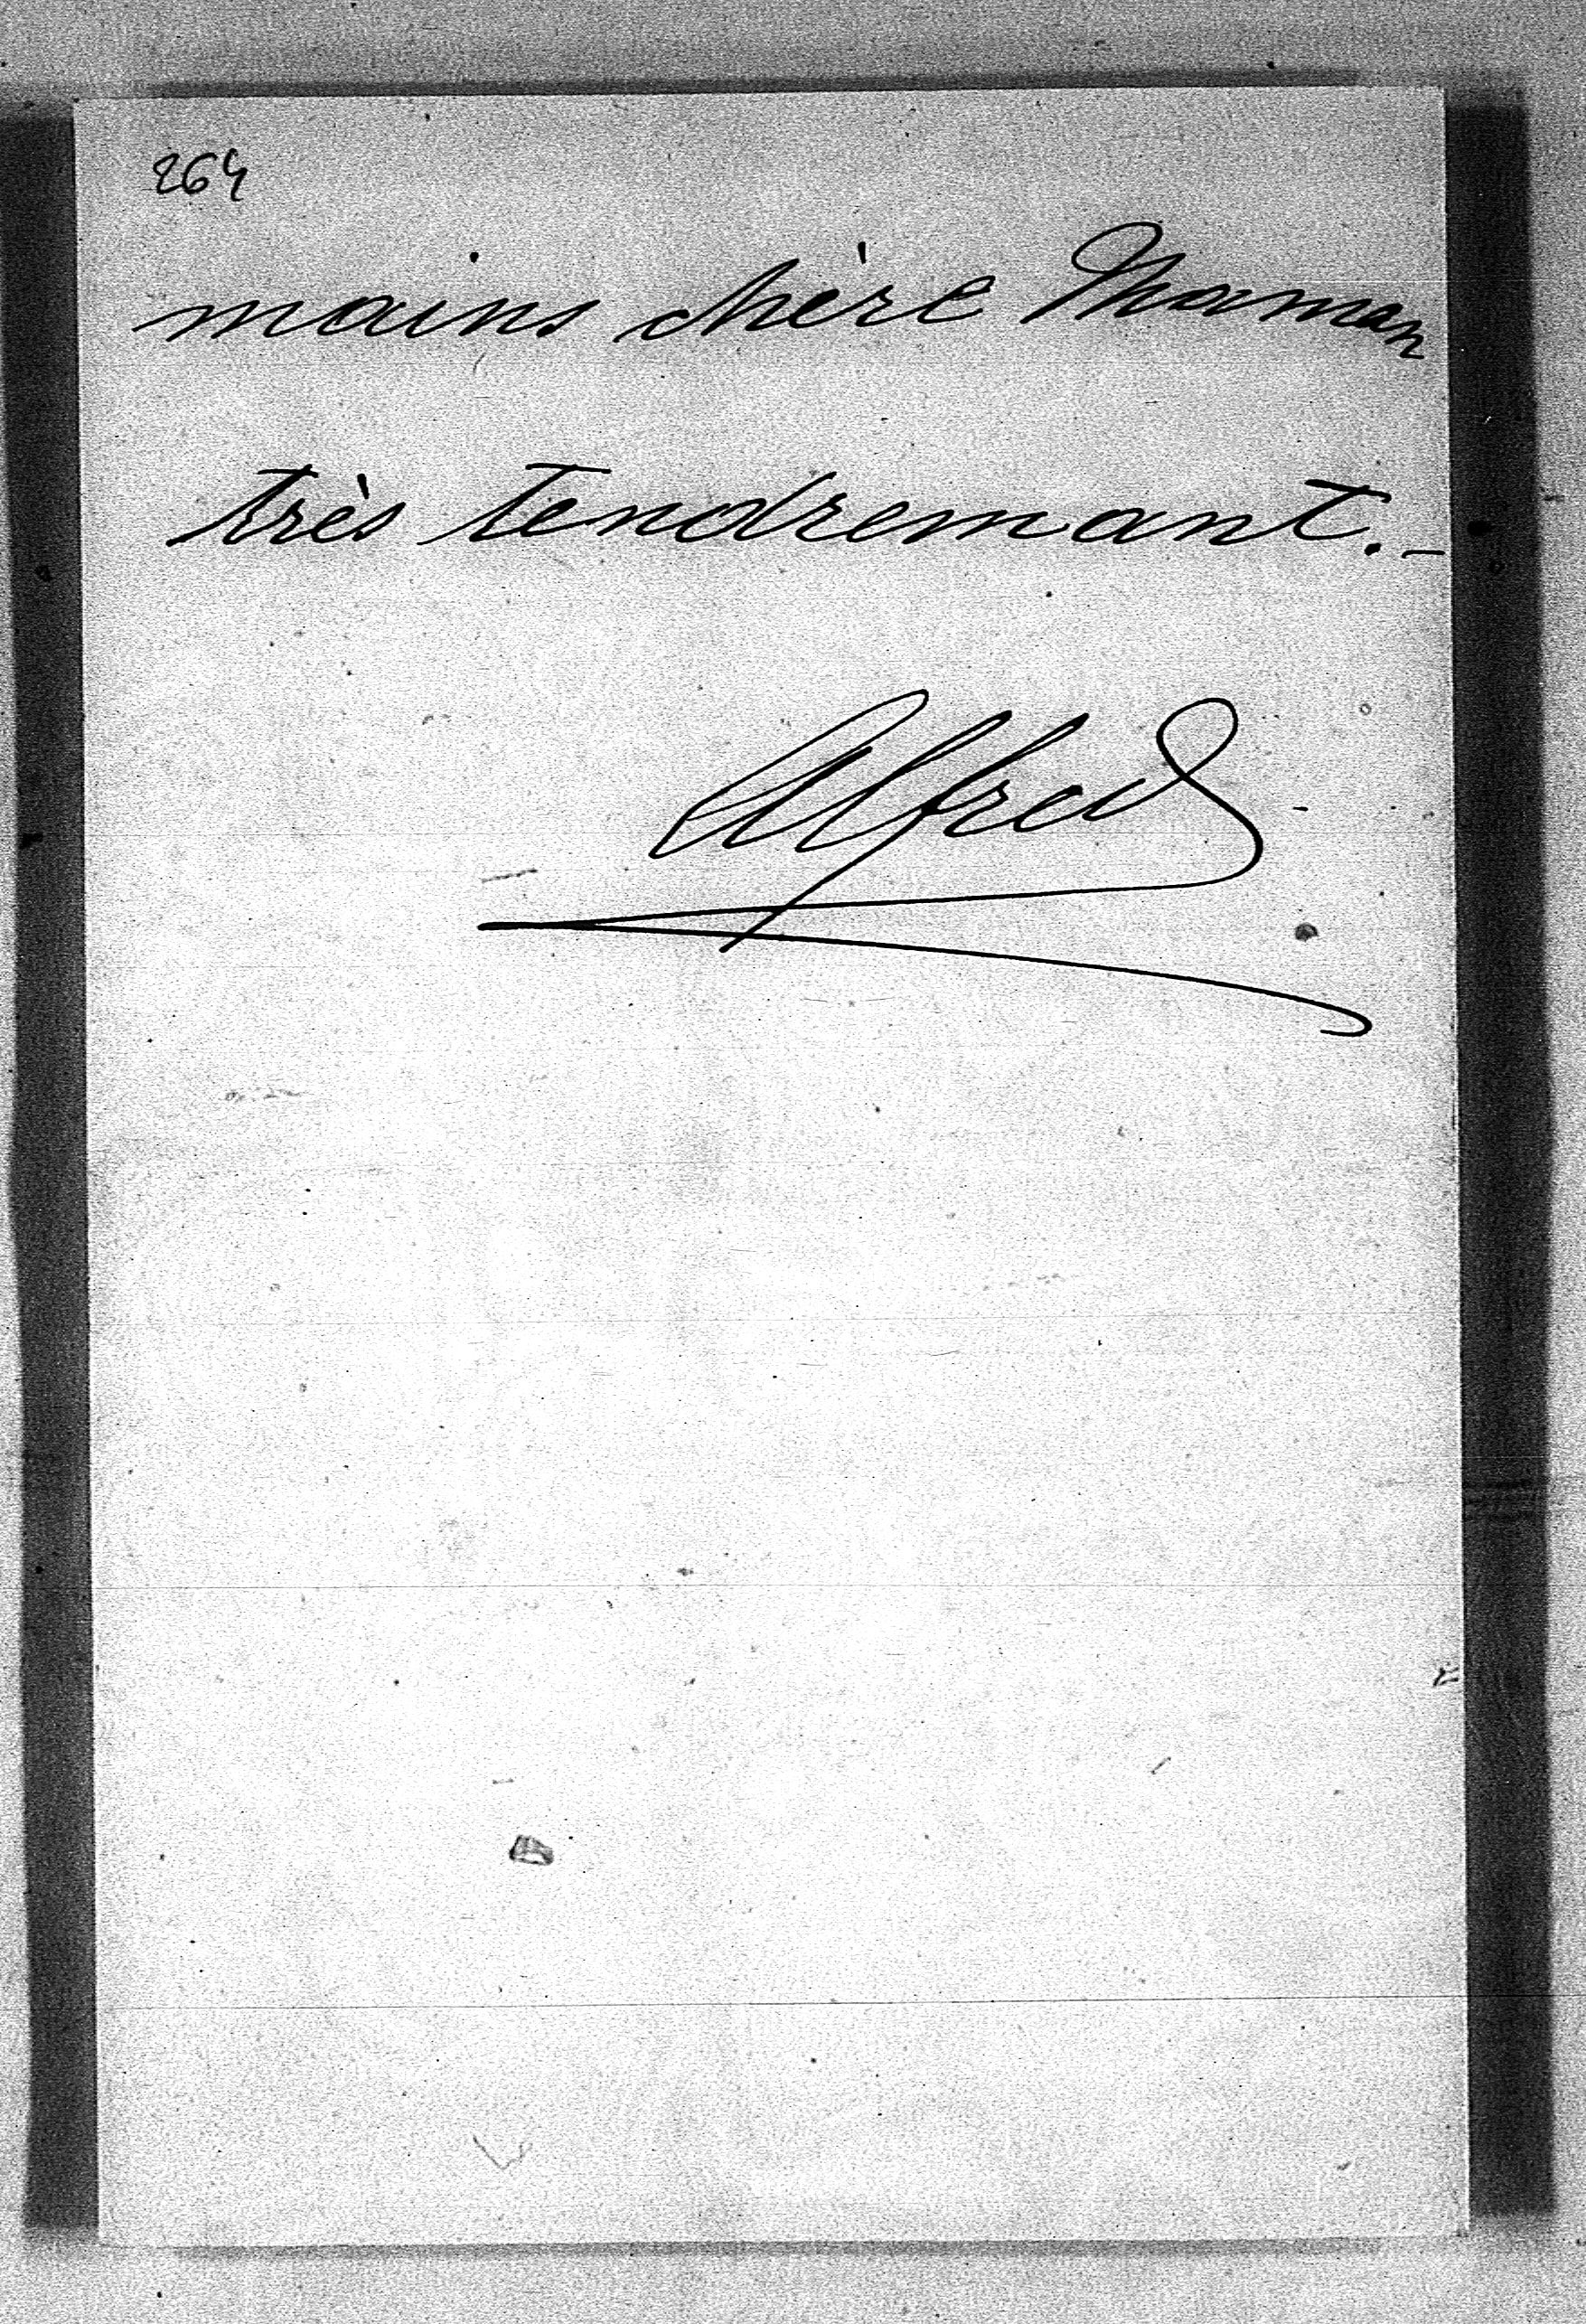 264
mains chère Maman
très tendremant._
Alfred